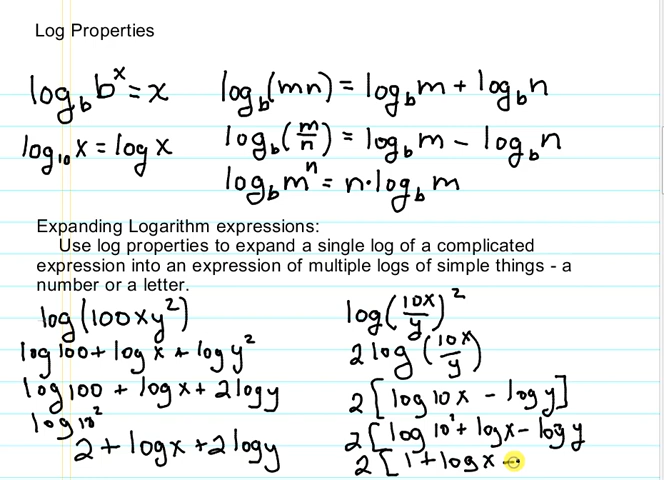 Log Properties
log_b b^x = x
log_b(mn) = log_b m + log_b n
log_10 x = log x
log_b(m/n) = log_b m - log_b n
log_b m^n = n·log_b m
Expanding Logarithm expressions:
Use log properties to expand a single log of a complicated
expression into an expression of multiple logs of simple things - a
number or a letter.
log(100xy^2)
log 100 + log x + log y^2
log 100 + log x + 2 log y
log 10^2
2 + log x + 2 log y
log(10x/y)^2
2 log(10x/y)
2[log 10x - log y]
2[log 10^1 + log x - log y
2[1 + log x -